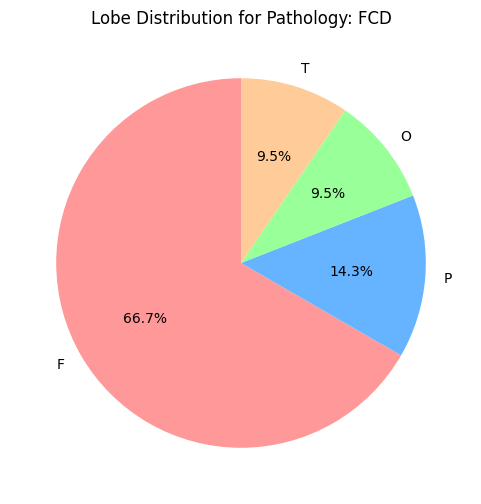 Lobe Distribution for Pathology: FCD
T
9.5%
O
9.5%
14.3%
P
66.7%
F